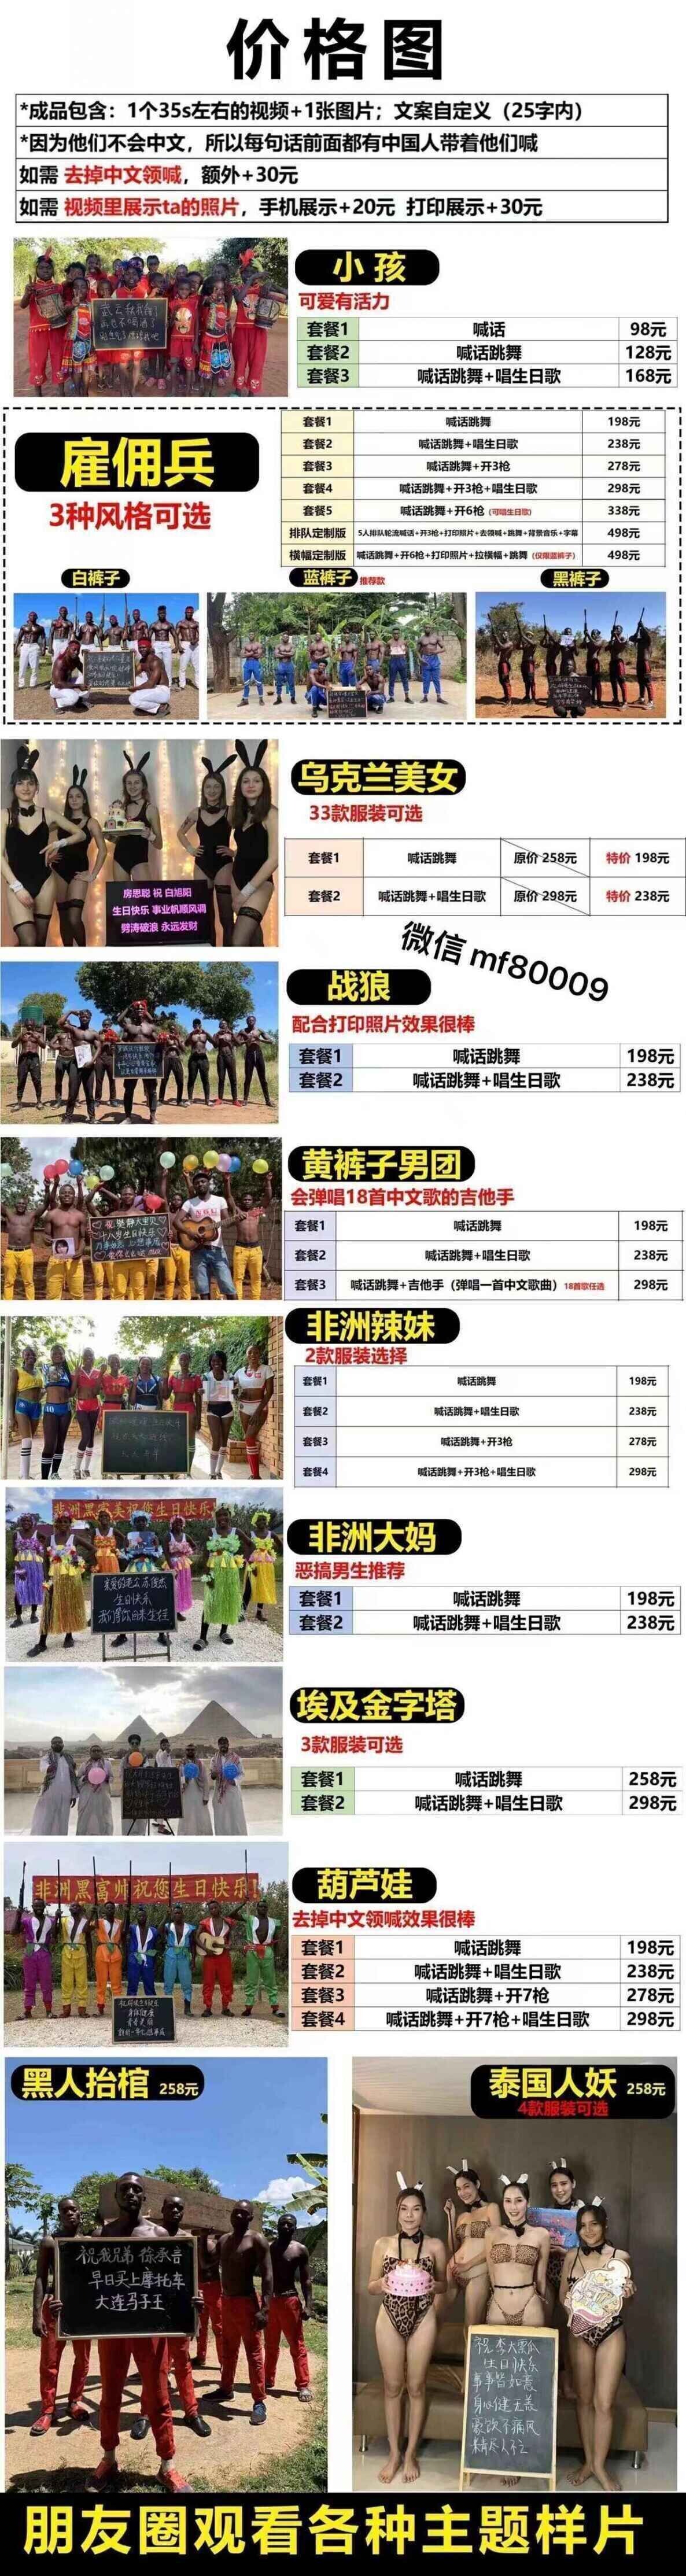 价格图
*成品包含：1个35s左右的视频+1张图片；文案自定义（25字内）
*因为他们不会中文，所以每句话前面都有中国人带着他们喊
如需 去掉中文领喊，额外+30元
如需 视频里展示ta的照片，手机展示+20元 打印展示+30元
小孩
可爱有活力
套餐1 喊话 98元
套餐2 喊话跳舞 128元
套餐3 喊话跳舞+唱生日歌 168元
雇佣兵
3种风格可选
套餐1 喊话跳舞 198元
套餐2 喊话跳舞+唱生日歌 238元
套餐3 喊话跳舞+开3枪 278元
套餐4 喊话跳舞+开3枪+唱生日歌 298元
套餐5 喊话跳舞+开6枪（可唱生日歌） 338元
排队定制版 5人排队轮流喊话+开3枪+打印照片+去领喊+跳舞+背景音乐+字幕 498元
横幅定制版 喊话跳舞+开6枪+打印照片+拉横幅+跳舞（仅限蓝裤子） 498元
白裤子
蓝裤子 推荐款
黑裤子
乌克兰美女
33款服装可选
套餐1 喊话跳舞 原价 258元 特价 198元
套餐2 喊话跳舞+唱生日歌 原价 298元 特价 238元
房思聪 祝 白旭阳
生日快乐 事业帆顺风调
劈涛破浪 永远发财
微信 mf80009
战狼
配合打印照片效果很棒
套餐1 喊话跳舞 198元
套餐2 喊话跳舞+唱生日歌 238元
黄裤子男团
会弹唱18首中文歌的吉他手
套餐1 喊话跳舞 198元
套餐2 喊话跳舞+唱生日歌 238元
套餐3 喊话跳舞+吉他手（弹唱一首中文歌曲）18首歌任选 298元
十八岁生日快乐
非洲辣妹
2款服装选择
套餐1 喊话跳舞 198元
套餐2 喊话跳舞+唱生日歌 238元
套餐3 喊话跳舞+开3枪 278元
套餐4 喊话跳舞+开3枪+唱生日歌 298元
非洲黑富美祝您生日快乐
生日快乐
非洲大妈
恶搞男生推荐
套餐1 喊话跳舞 198元
套餐2 喊话跳舞+唱生日歌 238元
埃及金字塔
3款服装可选
套餐1 喊话跳舞 258元
套餐2 喊话跳舞+唱生日歌 298元
非洲黑富帅祝您生日快乐！
葫芦娃
去掉中文领喊效果很棒
套餐1 喊话跳舞 198元
套餐2 喊话跳舞+唱生日歌 238元
套餐3 喊话跳舞+开7枪 278元
套餐4 喊话跳舞+开7枪+唱生日歌 298元
黑人抬棺 258元
祝我兄弟 徐承言
早日买上摩托车
大连马子王
泰国人妖 258元
4款服装可选
祝李大黑瓜
生日快乐
事事皆如意
身心健无恙
豪饮不痛风
朋友圈观看各种主题样片